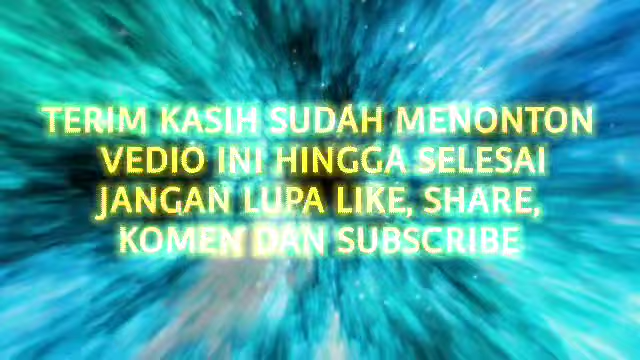 TERIM KASIH SUDAH MENONTON
VEDIO INI HINGGA SELESAI
JANGAN LUPA LIKE, SHARE,
KOMEN DAN SUBSCRIBE